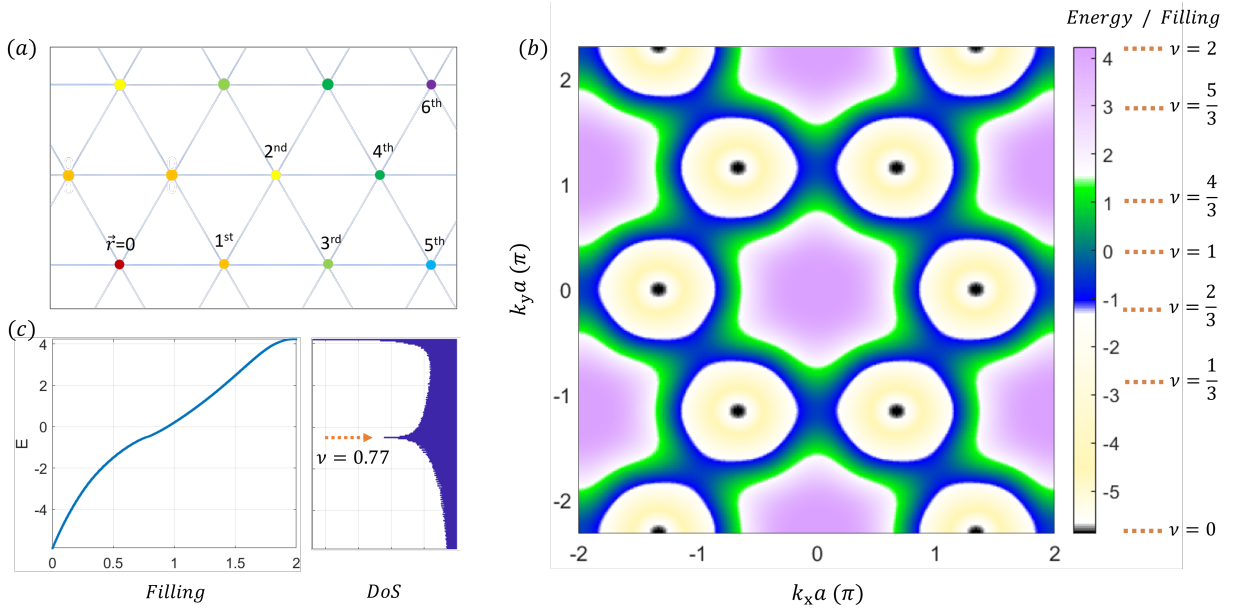 (a)
6th
2nd
4th
r⃗=0
1st
3rd
5th
(b)
Energy / Filling
2
1
0
-1
-2
k_y a (π)
-2
-1
0
1
2
k_x a (π)
4
3
2
1
0
-1
-2
-3
-4
-5
ν = 2
ν = 5/3
ν = 4/3
ν = 1
ν = 2/3
ν = 1/3
ν = 0
(c)
4
2
0
-2
-4
E
0
0.5
1
1.5
2
Filling
ν = 0.77
DoS